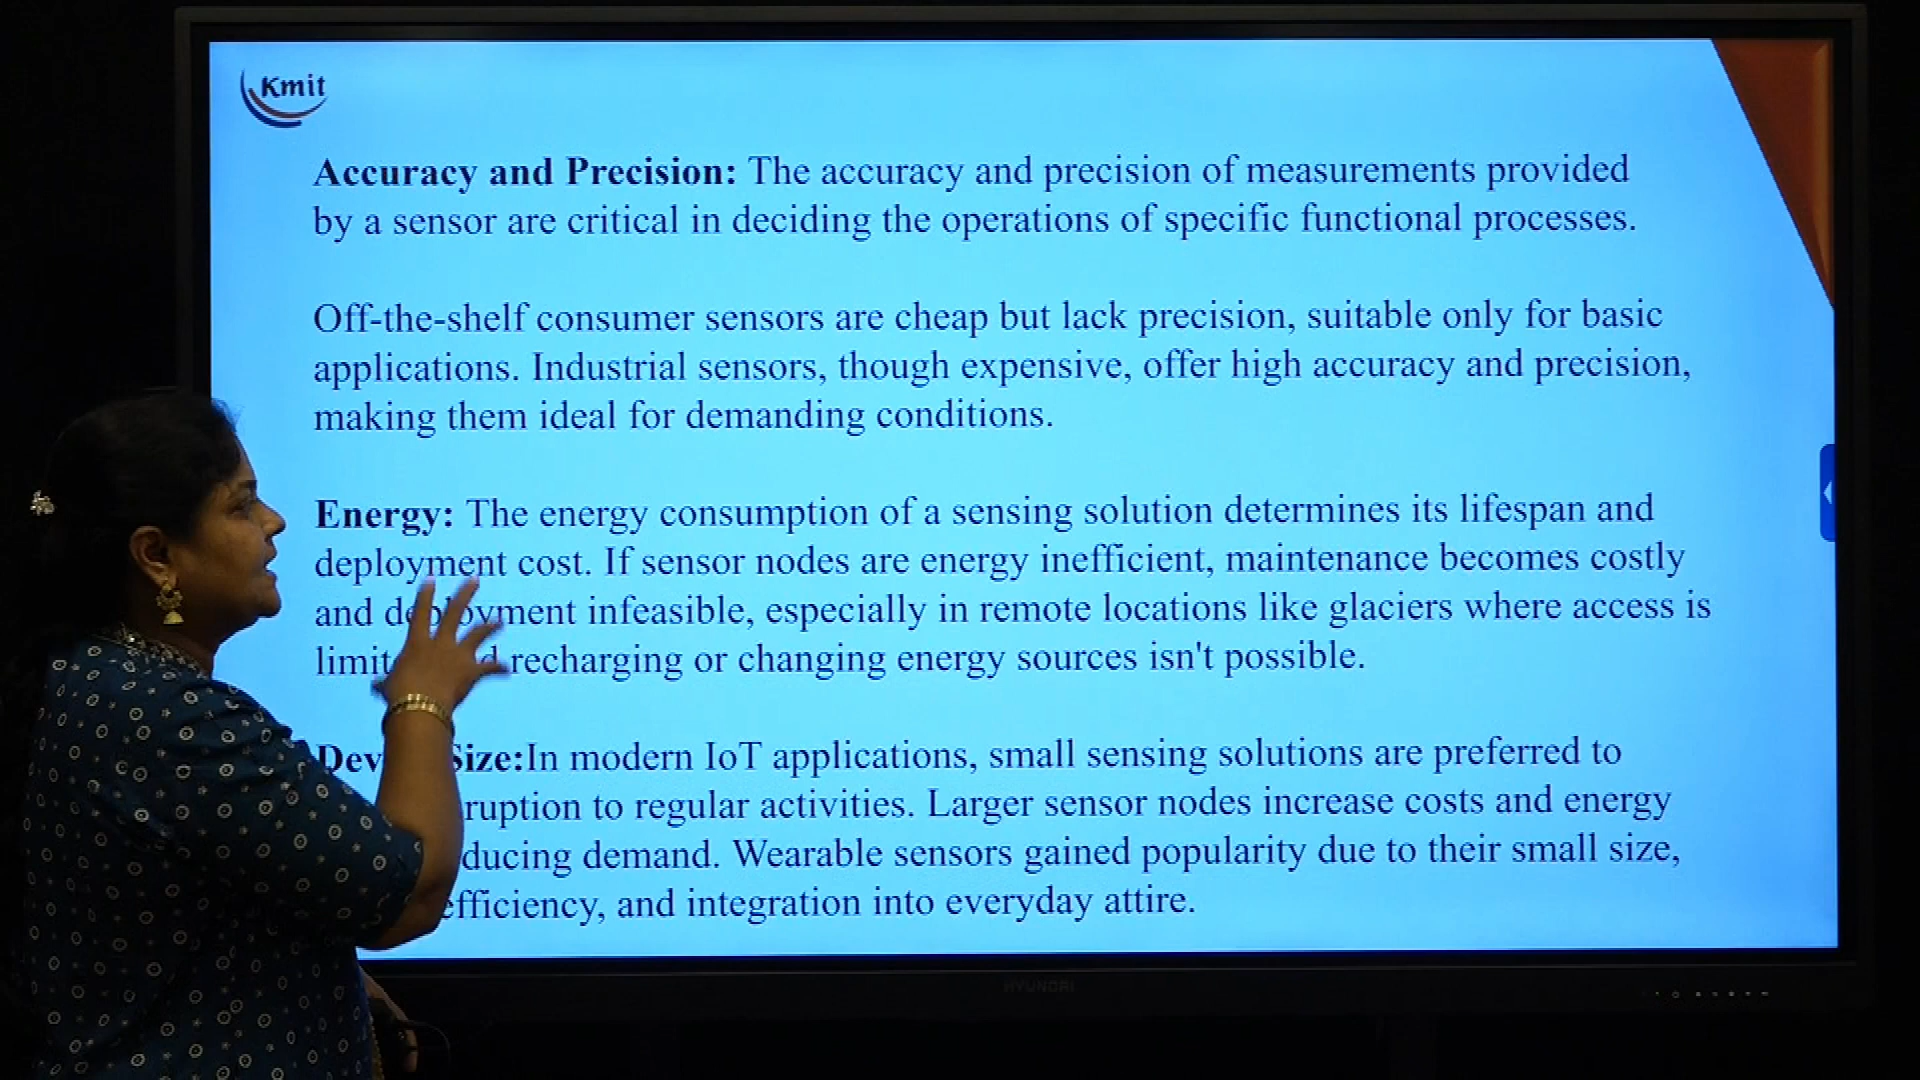 Kmit
Accuracy and Precision: The accuracy and precision of measurements provided
by a sensor are critical in deciding the operations of specific functional processes.
Off-the-shelf consumer sensors are cheap but lack precision, suitable only for basic
applications. Industrial sensors, though expensive, offer high accuracy and precision,
making them ideal for demanding conditions.
Energy: The energy consumption of a sensing solution determines its lifespan and
deployment cost. If sensor nodes are energy inefficient, maintenance becomes costly
and deployment infeasible, especially in remote locations like glaciers where access is
recharging or changing energy sources isn't possible.
Size:In modern IoT applications, small sensing solutions are preferred to
to regular activities. Larger sensor nodes increase costs and energy
demand. Wearable sensors gained popularity due to their small size,
efficiency, and integration into everyday attire.
HYUNDAI